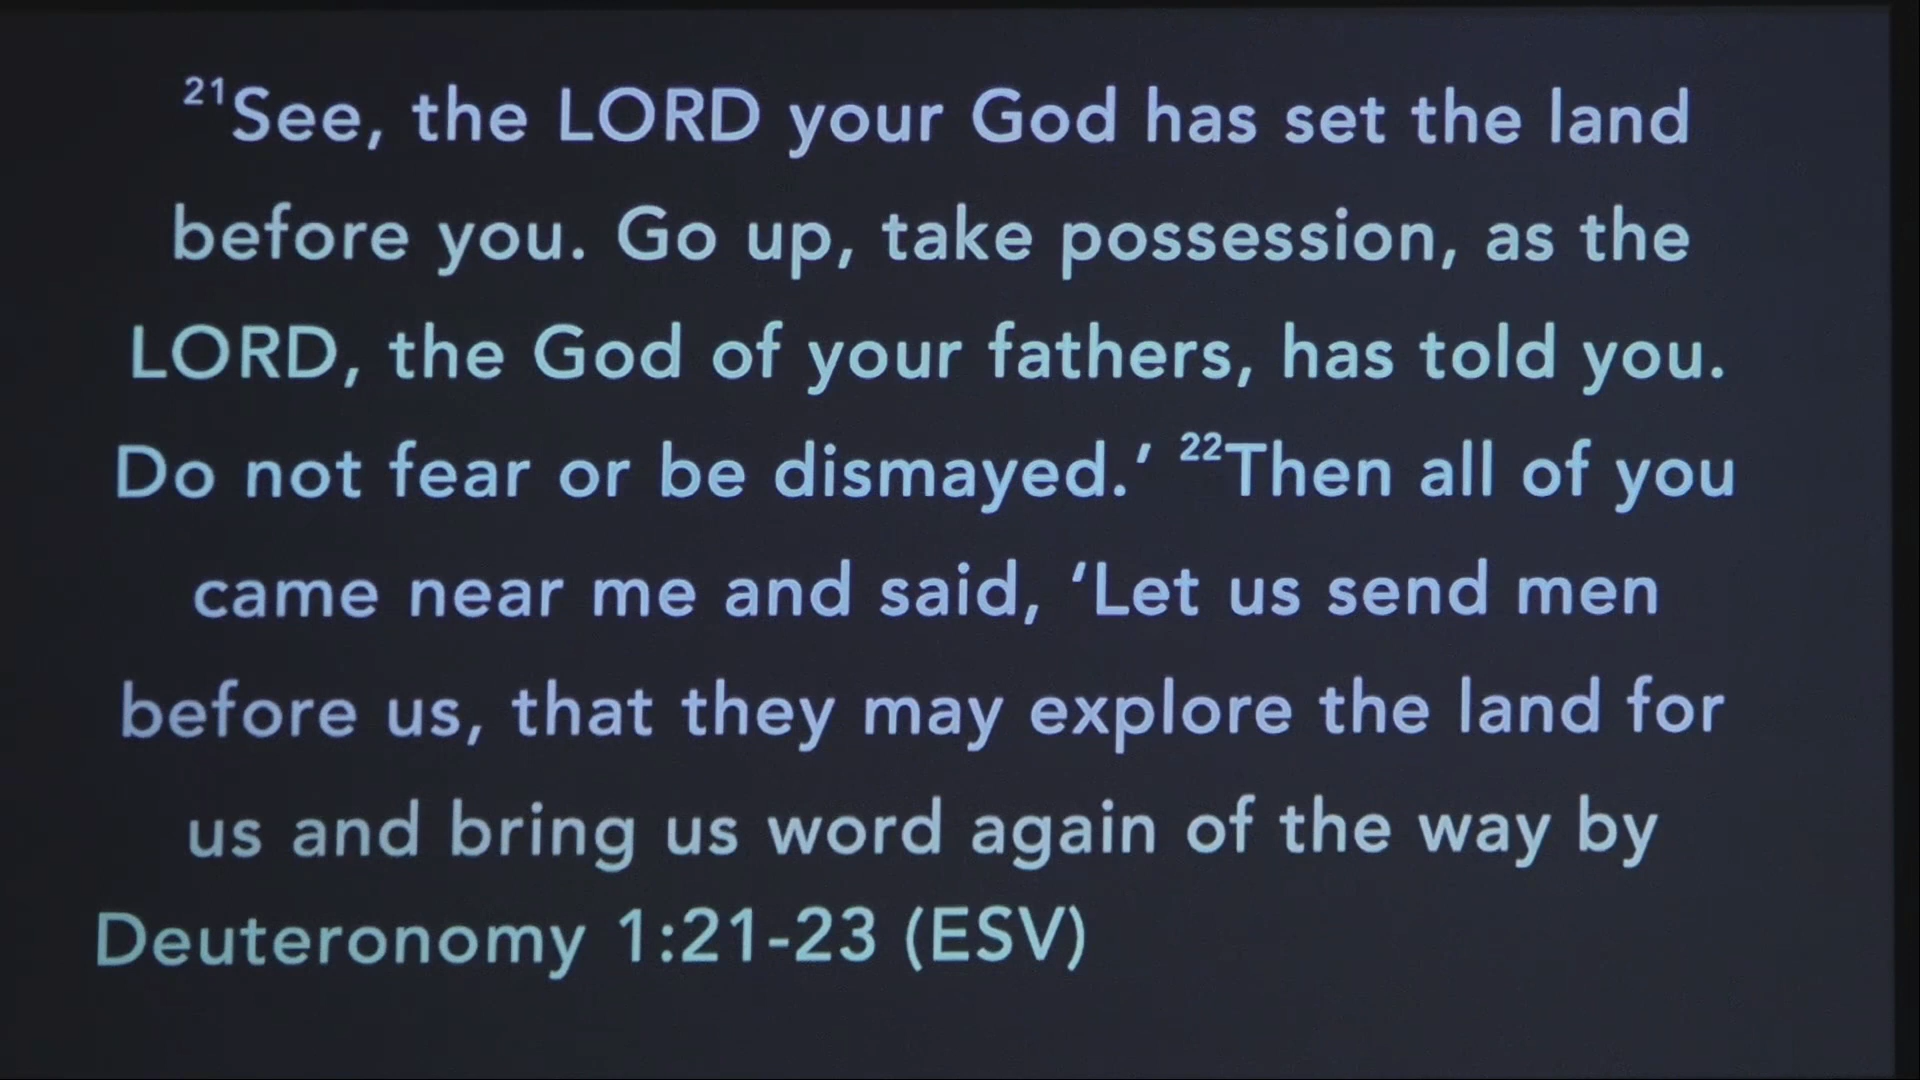 ²¹See, the LORD your God has set the land
before you. Go up, take possession, as the
LORD, the God of your fathers, has told you.
Do not fear or be dismayed.’ ²²Then all of you
came near me and said, ‘Let us send men
before us, that they may explore the land for
us and bring us word again of the way by
Deuteronomy 1:21-23 (ESV)